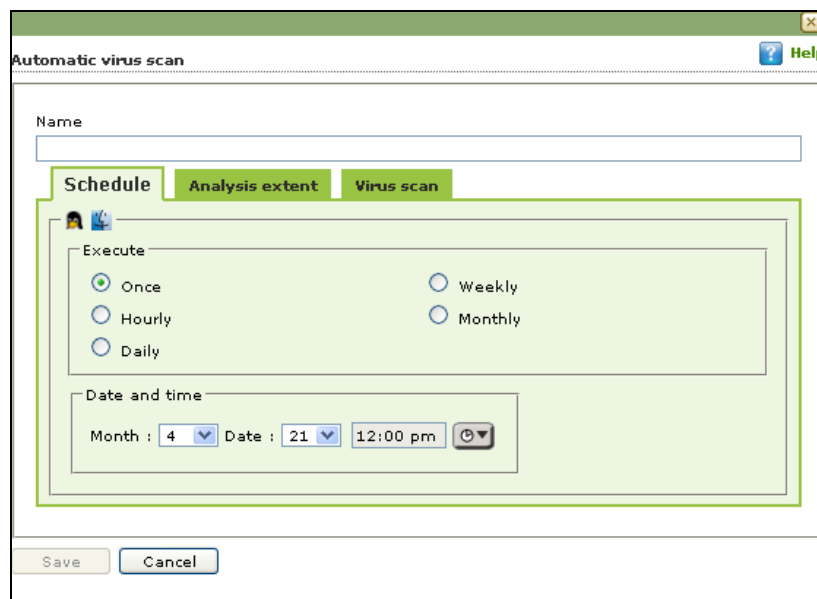 Automatic virus scan
? Help
Name
Schedule Analysis extent Virus scan
Execute
Once Weekly
Hourly Monthly
Daily
Date and time
Month : 4 Date : 21 12:00 pm
Save Cancel